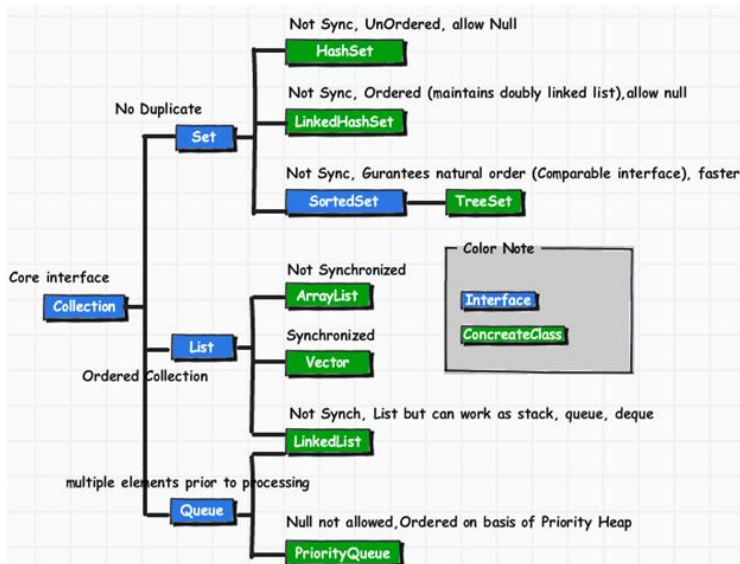 Not Sync, UnOrdered, allow Null
HashSet
Not Sync, Ordered (maintains doubly linked list),allow null
No Duplicate
LinkedHashSet
Set
Not Sync, Gurantees natural order (Comparable interface), faster
SortedSet
TreeSet
Color Note
Core interface
Not Synchronized
Collection
ArrayList
Interface
Synchronized
ConcreateClass
List
Vector
Ordered Collection
Not Synch, List but can work as stack, queue, deque
LinkedList
multiple elements prior to processing
Queue
Null not allowed,Ordered on basis of Priority Heap
PriorityQueue